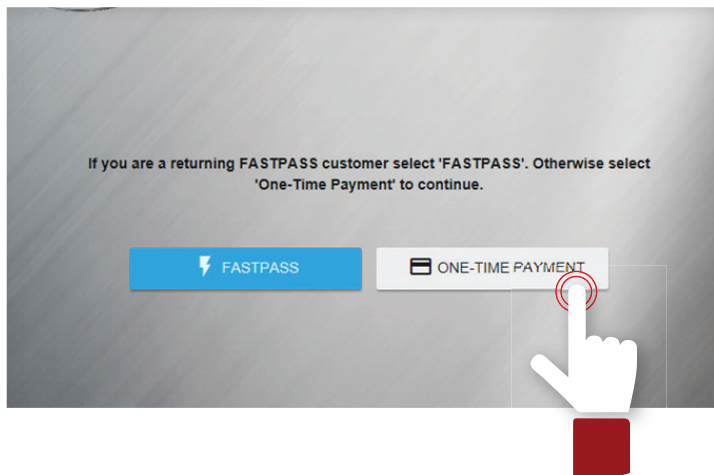 If you are a returning FASTPASS customer select 'FASTPASS'. Otherwise select
'One-Time Payment' to continue.
FASTPASS
ONE-TIME PAYMENT